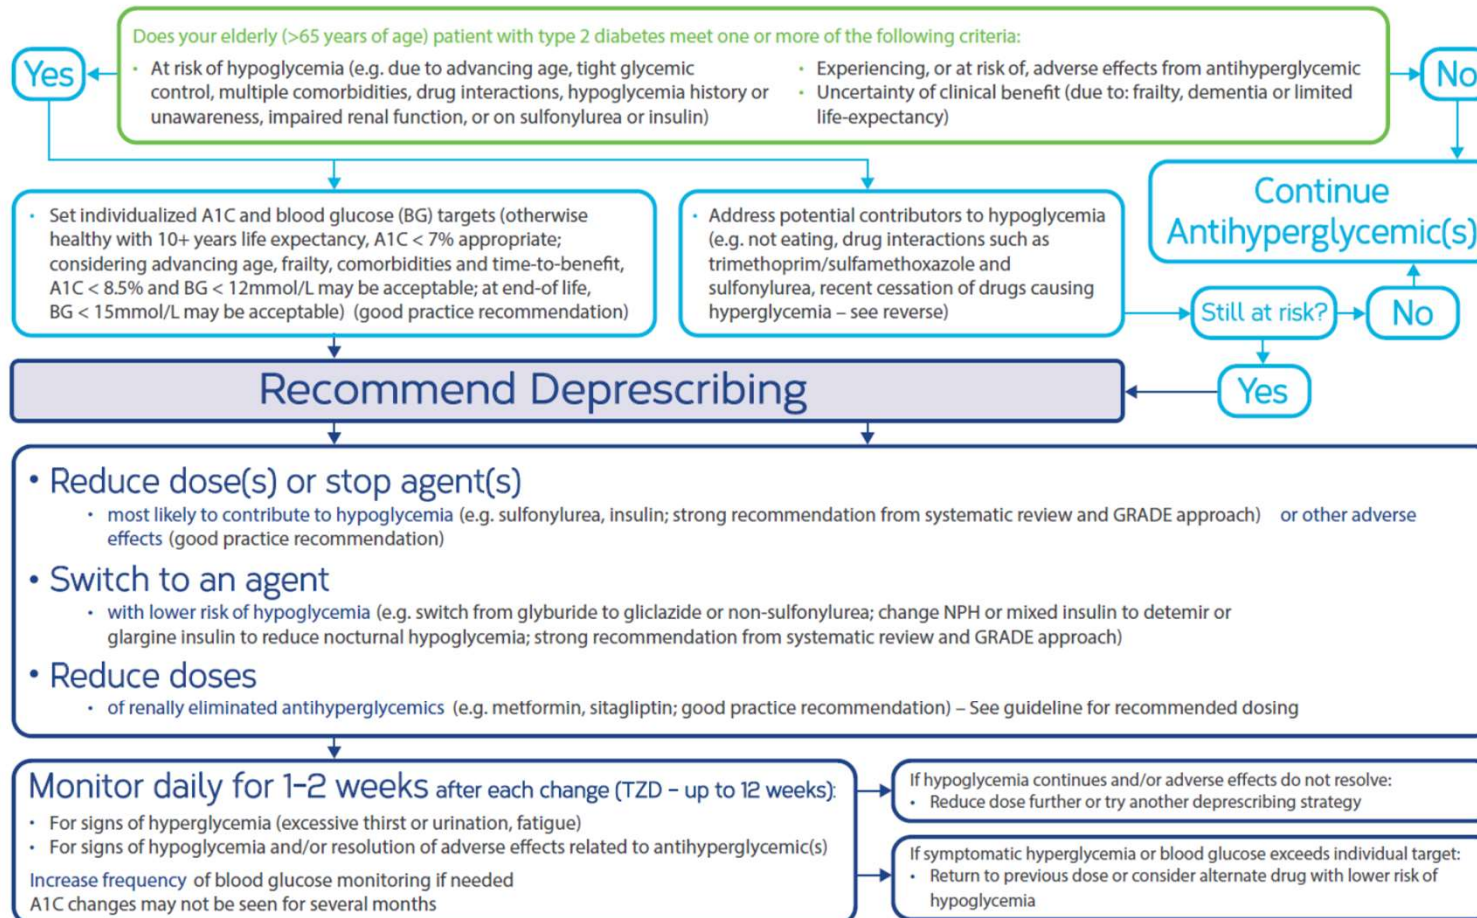 Does your elderly (>65 years of age) patient with type 2 diabetes meet one or more of the following criteria:
• At risk of hypoglycemia (e.g. due to advancing age, tight glycemic
control, multiple comorbidities, drug interactions, hypoglycemia history or
unawareness, impaired renal function, or on sulfonylurea or insulin)
• Experiencing, or at risk of, adverse effects from antihyperglycemic
• Uncertainty of clinical benefit (due to: frailty, dementia or limited
life-expectancy)
Yes
No
• Set individualized A1C and blood glucose (BG) targets (otherwise
healthy with 10+ years life expectancy, A1C < 7% appropriate;
considering advancing age, frailty, comorbidities and time-to-benefit,
A1C < 8.5% and BG < 12mmol/L may be acceptable; at end-of life,
BG < 15mmol/L may be acceptable) (good practice recommendation)
• Address potential contributors to hypoglycemia
(e.g. not eating, drug interactions such as
trimethoprim/sulfamethoxazole and
sulfonylurea, recent cessation of drugs causing
hyperglycemia – see reverse)
Continue
Antihyperglycemic(s)
Still at risk?
No
Yes
Recommend Deprescribing
• Reduce dose(s) or stop agent(s)
• most likely to contribute to hypoglycemia (e.g. sulfonylurea, insulin; strong recommendation from systematic review and GRADE approach) or other adverse
effects (good practice recommendation)
• Switch to an agent
• with lower risk of hypoglycemia (e.g. switch from glyburide to gliclazide or non-sulfonylurea; change NPH or mixed insulin to detemir or
glargine insulin to reduce nocturnal hypoglycemia; strong recommendation from systematic review and GRADE approach)
• Reduce doses
• of renally eliminated antihyperglycemics (e.g. metformin, sitagliptin; good practice recommendation) – See guideline for recommended dosing
Monitor daily for 1-2 weeks after each change (TZD – up to 12 weeks):
• For signs of hyperglycemia (excessive thirst or urination, fatigue)
• For signs of hypoglycemia and/or resolution of adverse effects related to antihyperglycemic(s)
Increase frequency of blood glucose monitoring if needed
A1C changes may not be seen for several months
If hypoglycemia continues and/or adverse effects do not resolve:
• Reduce dose further or try another deprescribing strategy
If symptomatic hyperglycemia or blood glucose exceeds individual target:
• Return to previous dose or consider alternate drug with lower risk of
hypoglycemia